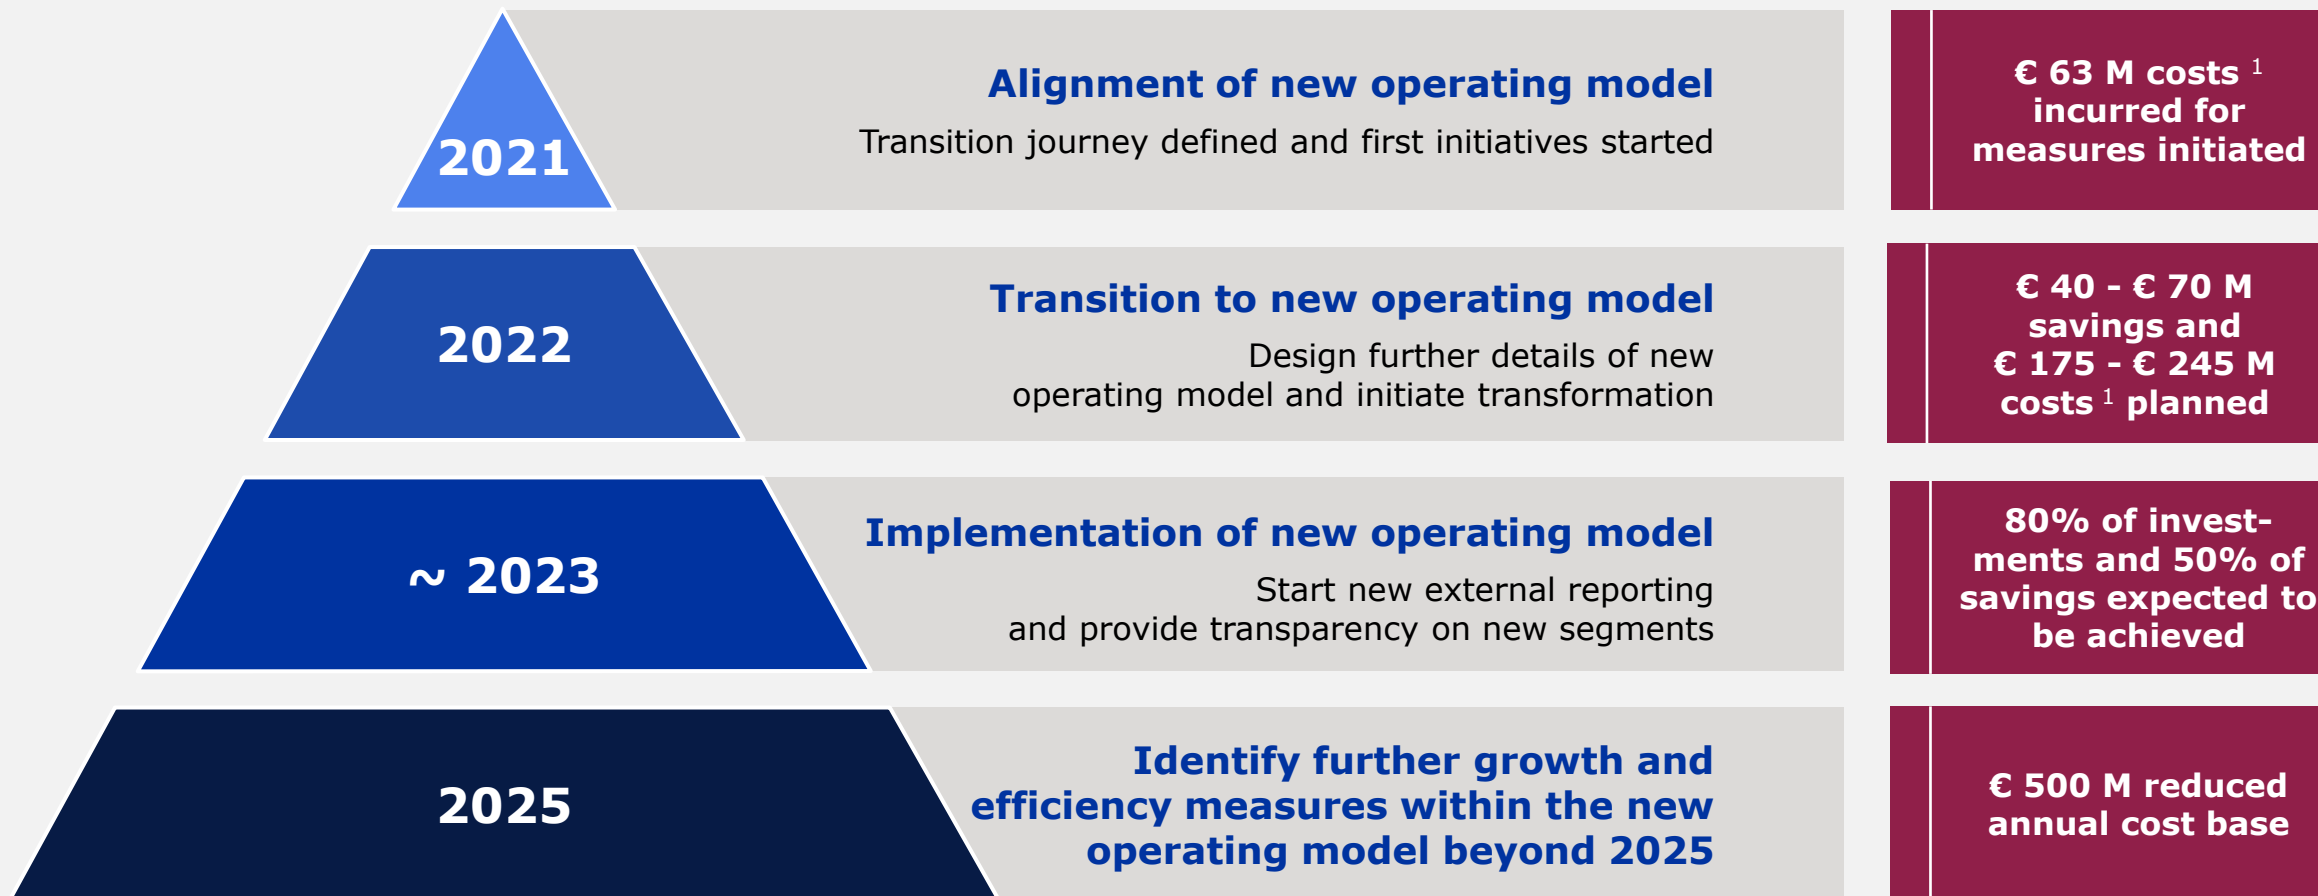 2021
Alignment of new operating model
Transition journey defined and first initiatives started
€ 63 M costs 1
incurred for
measures initiated
2022
Transition to new operating model
Design further details of new
operating model and initiate transformation
€ 40 – € 70 M
savings and
€ 175 – € 245 M
costs 1 planned
~ 2023
Implementation of new operating model
Start new external reporting
and provide transparency on new segments
80% of invest-
ments and 50% of
savings expected to
be achieved
2025
Identify further growth and
efficiency measures within the new
operating model beyond 2025
€ 500 M reduced
annual cost base